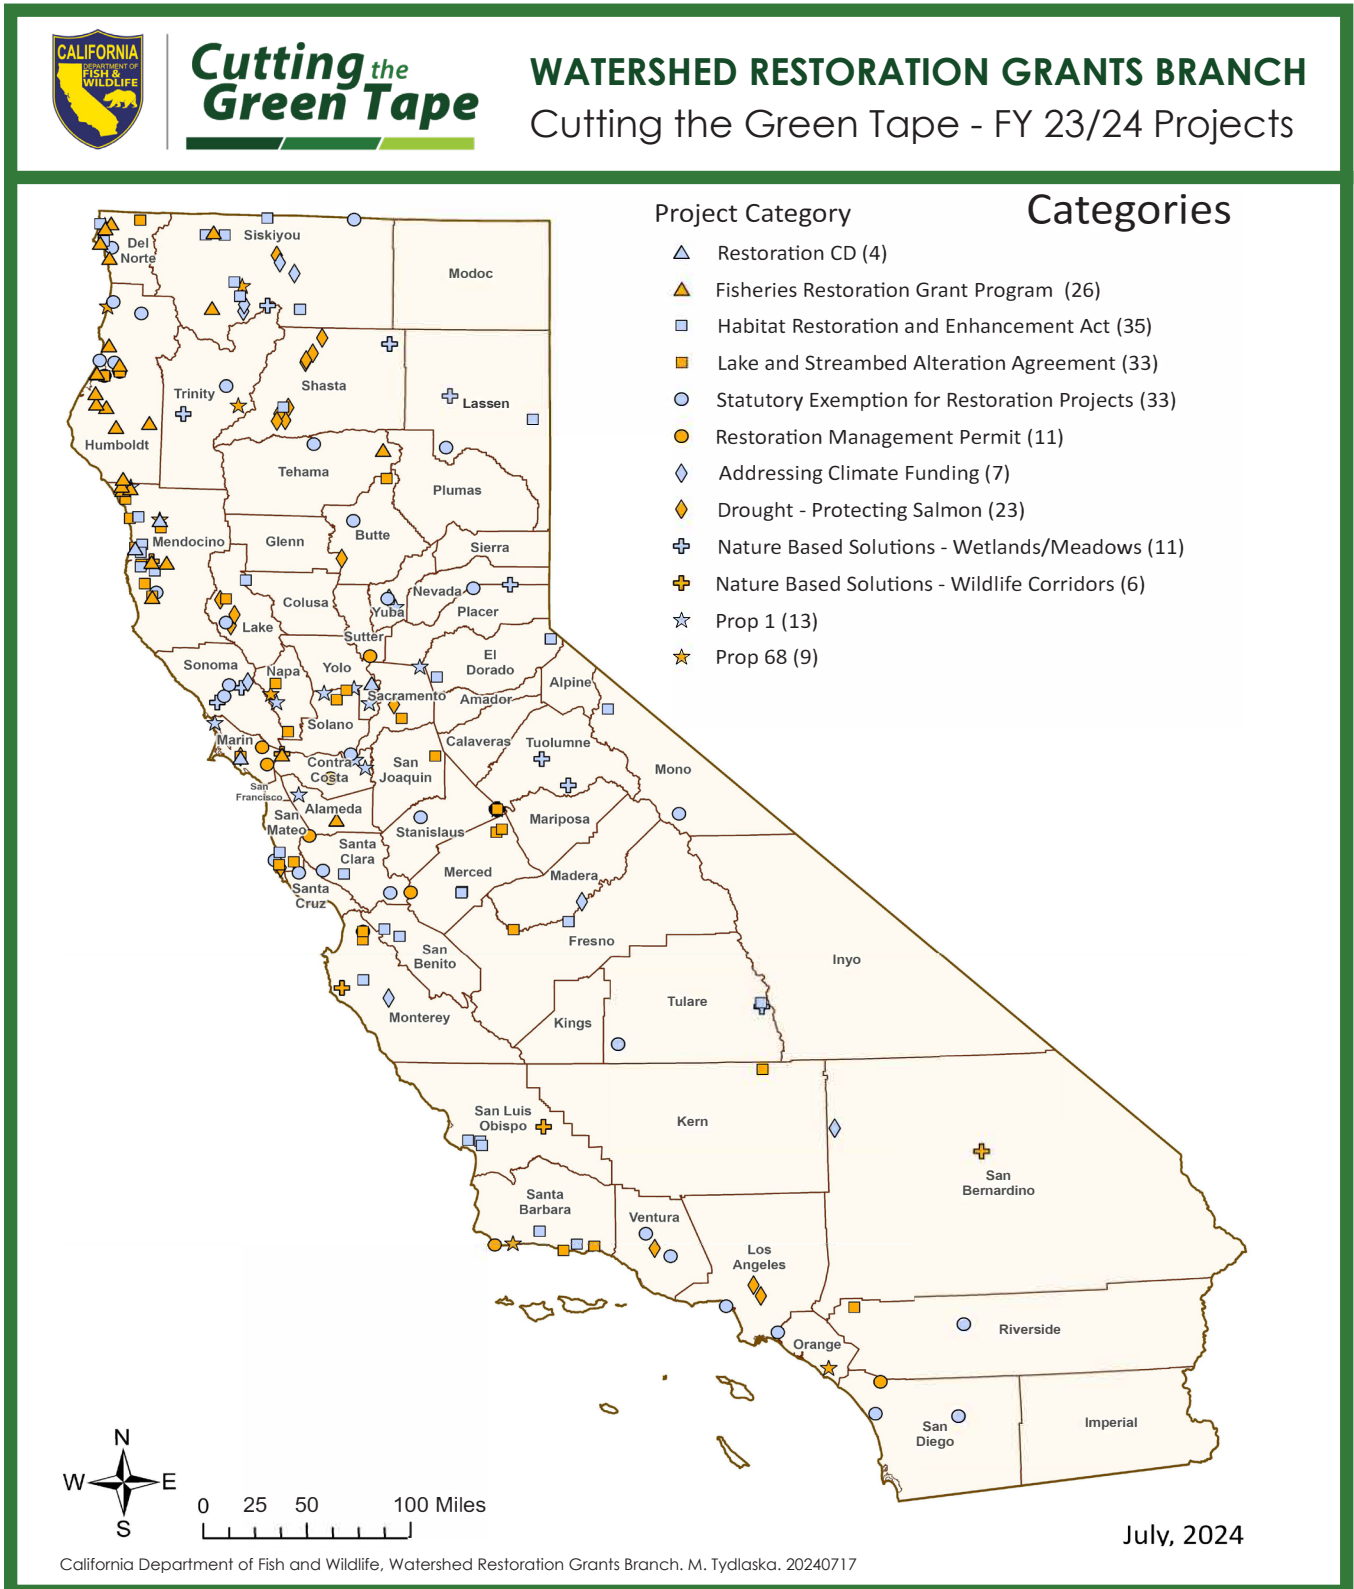 CALIFORNIA
DEPARTMENT OF
FISH &
WILDLIFE
Cutting the
Green Tape
WATERSHED RESTORATION GRANTS BRANCH
Cutting the Green Tape - FY 23/24 Projects
Categories
Project Category
Restoration CD (4)
Fisheries Restoration Grant Program (26)
Habitat Restoration and Enhancement Act (35)
Lake and Streambed Alteration Agreement (33)
Statutory Exemption for Restoration Projects (33)
Restoration Management Permit (11)
Addressing Climate Funding (7)
Drought - Protecting Salmon (23)
Nature Based Solutions - Wetlands/Meadows (11)
Nature Based Solutions - Wildlife Corridors (6)
Prop 1 (13)
Prop 68 (9)
Del
Norte
Siskiyou
Modoc
Trinity
Shasta
Lassen
Humboldt
Tehama
Plumas
Mendocino
Glenn
Butte
Sierra
Colusa
Yuba
Nevada
Placer
Lake
Sutter
Sonoma
Napa
Yolo
El
Dorado
Sacramento
Amador
Alpine
Solano
Marin
Calaveras
Tuolumne
Contra
Costa
San
Joaquin
Mono
San
Francisco
Alameda
San
Mateo
Stanislaus
Mariposa
Santa
Clara
Merced
Madera
Santa
Cruz
San
Benito
Fresno
Inyo
Monterey
Kings
Tulare
San Luis
Obispo
Kern
San
Bernardino
Santa
Barbara
Ventura
Los
Angeles
Orange
Riverside
San
Diego
Imperial
N
W E
S
0 25 50 100 Miles
July, 2024
California Department of Fish and Wildlife, Watershed Restoration Grants Branch. M. Tydlaska. 20240717